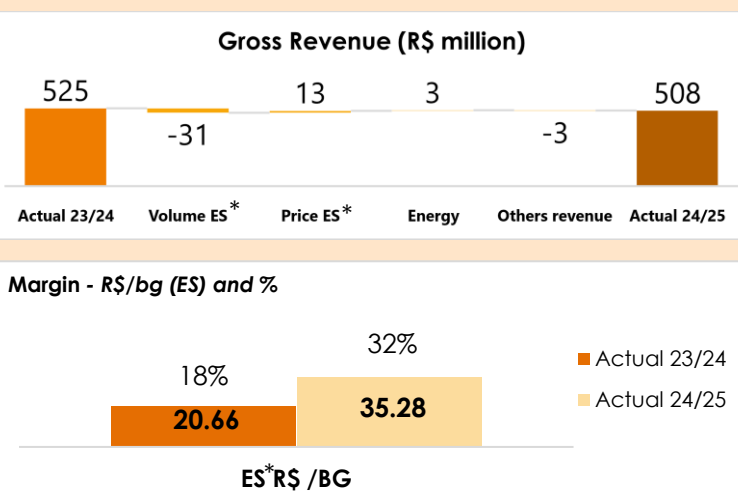 Gross Revenue (R$ million)
525
-31
13
3
-3
508
Actual 23/24
Volume ES*
Price ES*
Energy
Others revenue
Actual 24/25
Margin - R$/bg (ES) and %
18%
32%
20.66
35.28
Actual 23/24
Actual 24/25
ES*R$ /BG